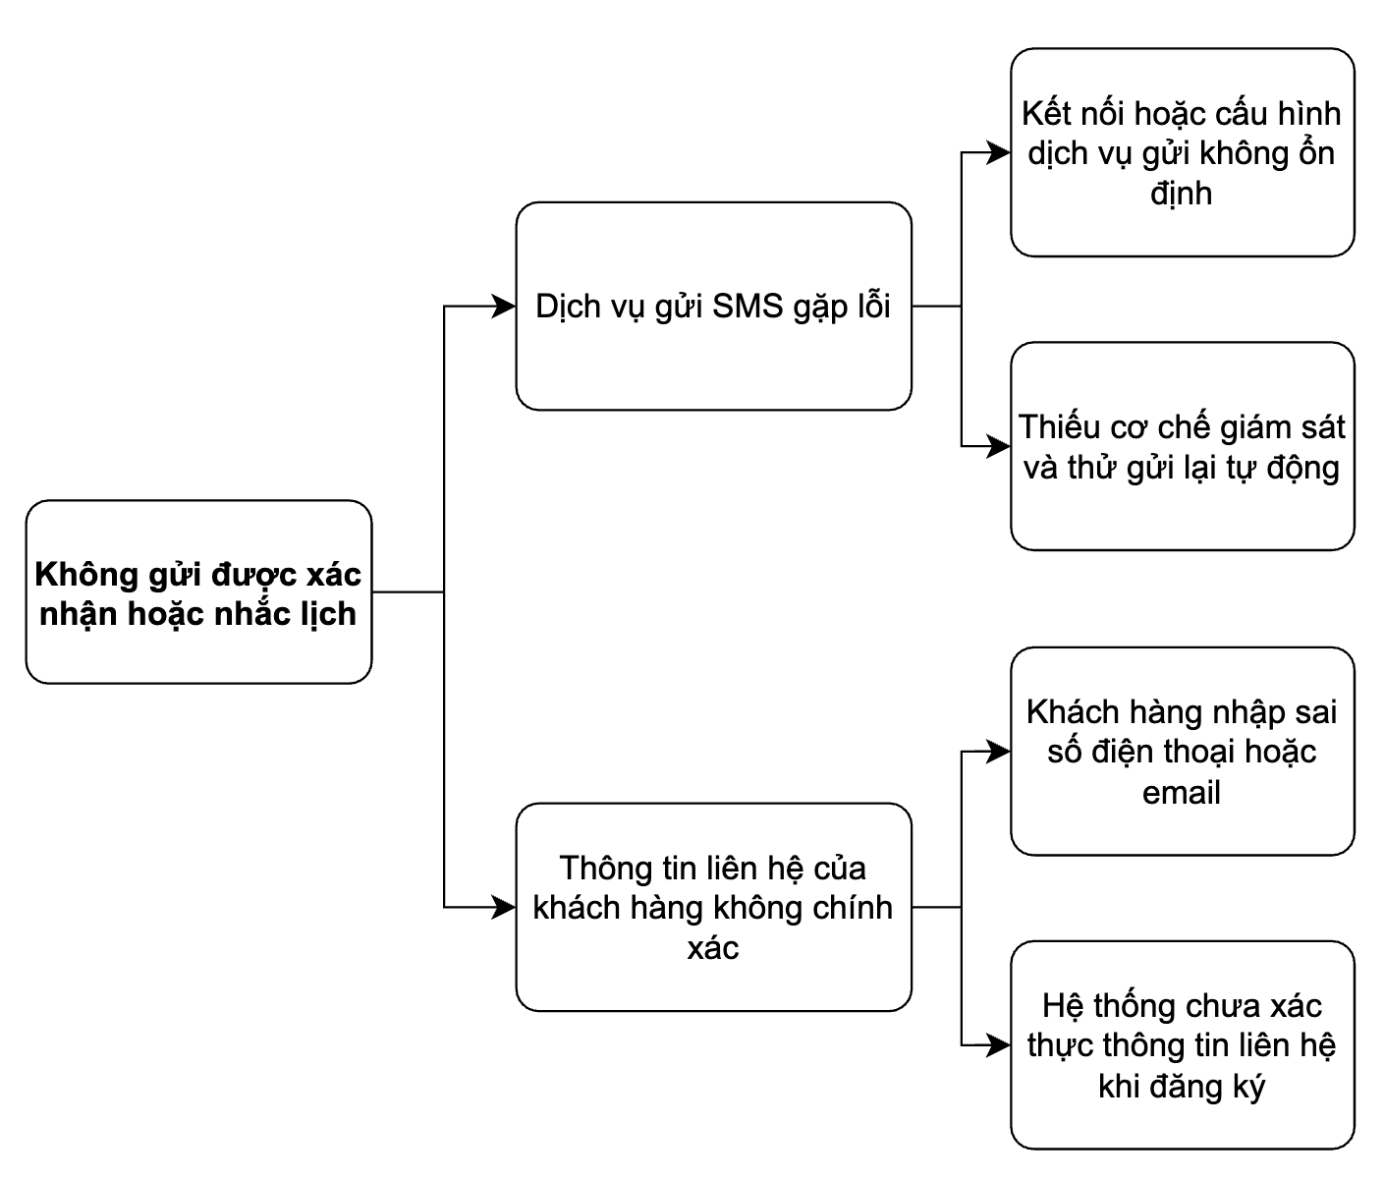 Không gửi được xác
nhận hoặc nhắc lịch
Dịch vụ gửi SMS gặp lỗi
Kết nối hoặc cấu hình
dịch vụ gửi không ổn
định
Thiếu cơ chế giám sát
và thử gửi lại tự động
Thông tin liên hệ của
khách hàng không chính
xác
Khách hàng nhập sai
số điện thoại hoặc
email
Hệ thống chưa xác
thực thông tin liên hệ
khi đăng ký